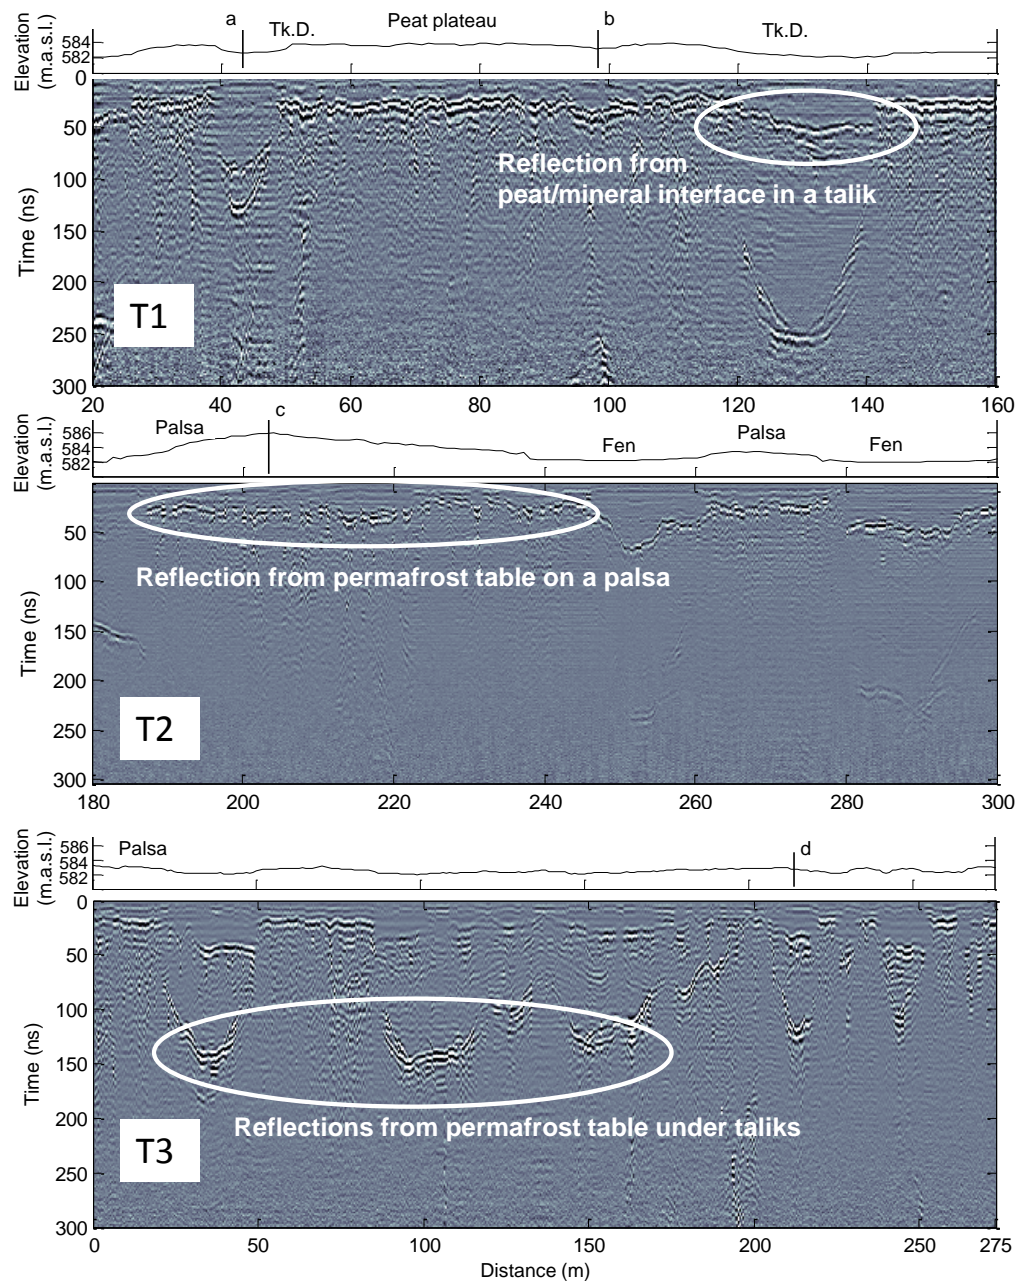 Elevation
(m.a.s.l.)
584
582
a
Tk.D.
Peat plateau
b
Tk.D.
0
50
100
150
200
250
300
Time (ns)
Reflection from
peat/mineral interface in a talik
T1
20 40 60 80 100 120 140 160
Elevation
(m.a.s.l.)
586
584
582
Palsa
c
Fen
Palsa
Fen
50
100
150
200
250
300
Time (ns)
Reflection from permafrost table on a palsa
T2
180 200 220 240 260 280 300
Elevation
(m.a.s.l.)
586
584
582
Palsa
d
0
50
100
150
200
250
300
Time (ns)
Reflections from permafrost table under taliks
T3
0 50 100 150 200 250 275
Distance (m)